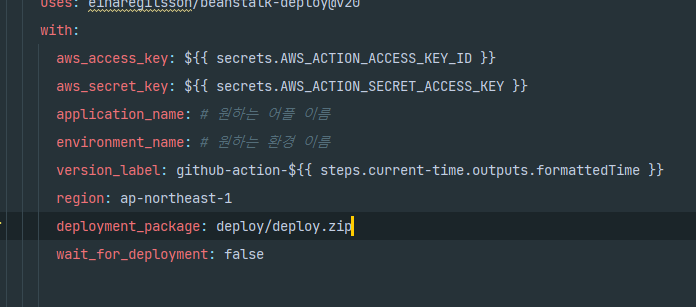 uses: einaregilsson/beanstalk-deploy@v20
with:
aws_access_key: ${{ secrets.AWS_ACTION_ACCESS_KEY_ID }}
aws_secret_key: ${{ secrets.AWS_ACTION_SECRET_ACCESS_KEY }}
application_name: # 원하는 어플 이름
environment_name: # 원하는 환경 이름
version_label: github-action-${{ steps.current-time.outputs.formattedTime }}
region: ap-northeast-1
deployment_package: deploy/deploy.zip
wait_for_deployment: false